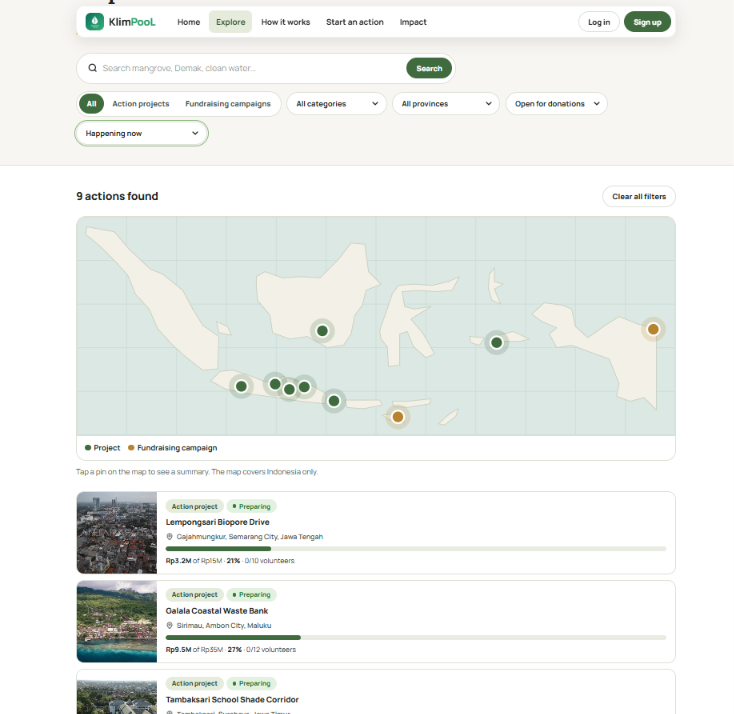 KlimPooL
Home
Explore
How it works
Start an action
Impact
Log in
Sign up
Search mangrove, Demak, clean water...
Search
All
Action projects
Fundraising campaigns
All categories
All provinces
Open for donations
Happening now
9 actions found
Clear all filters
Project
Fundraising campaign
Tap a pin on the map to see a summary. The map covers Indonesia only.
Action project
Preparing
Lempongsari Biopore Drive
Gajahmungkur, Semarang City, Jawa Tengah
Rp3.2M of Rp15M · 21% · 0/10 volunteers
Action project
Preparing
Galala Coastal Waste Bank
Sirimau, Ambon City, Maluku
Rp9.5M of Rp35M · 27% · 0/12 volunteers
Action project
Preparing
Tambaksari School Shade Corridor
Tambaksari, Surabaya, Jawa Timur